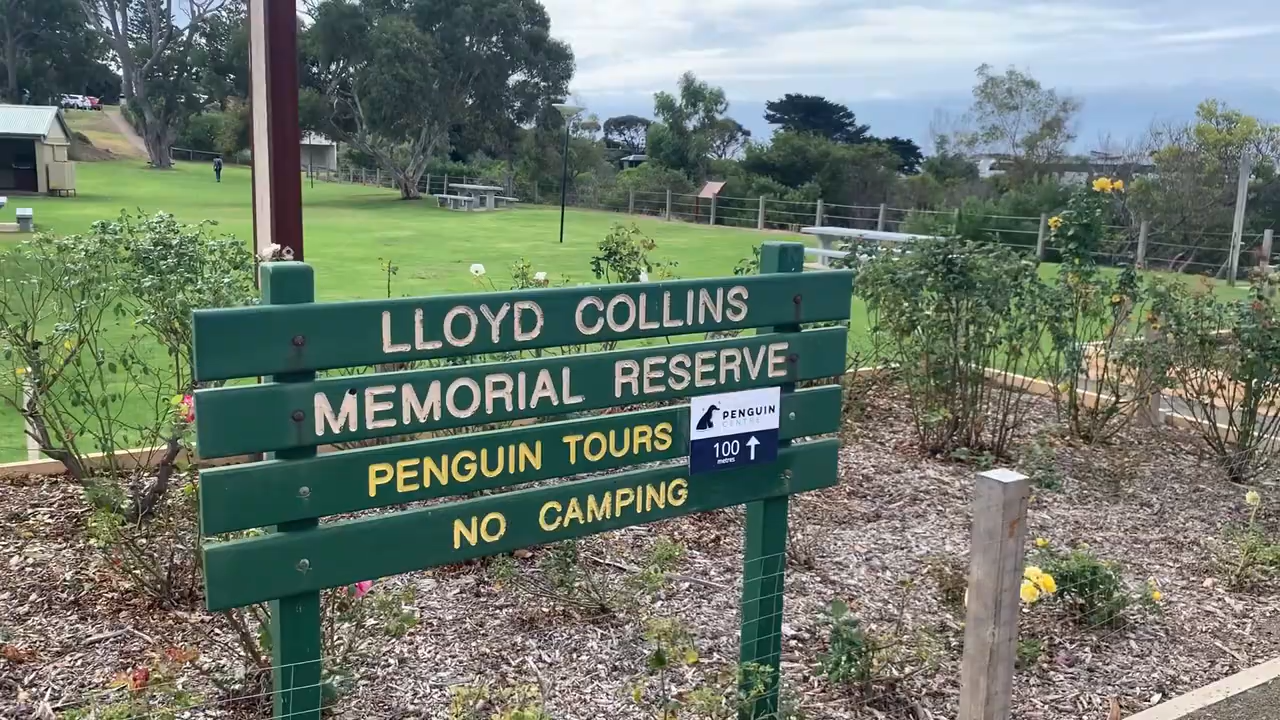 LLOYD COLLINS
MEMORIAL RESERVE
PENGUIN TOURS
NO CAMPING
PENGUIN
CENTRE
100
metres